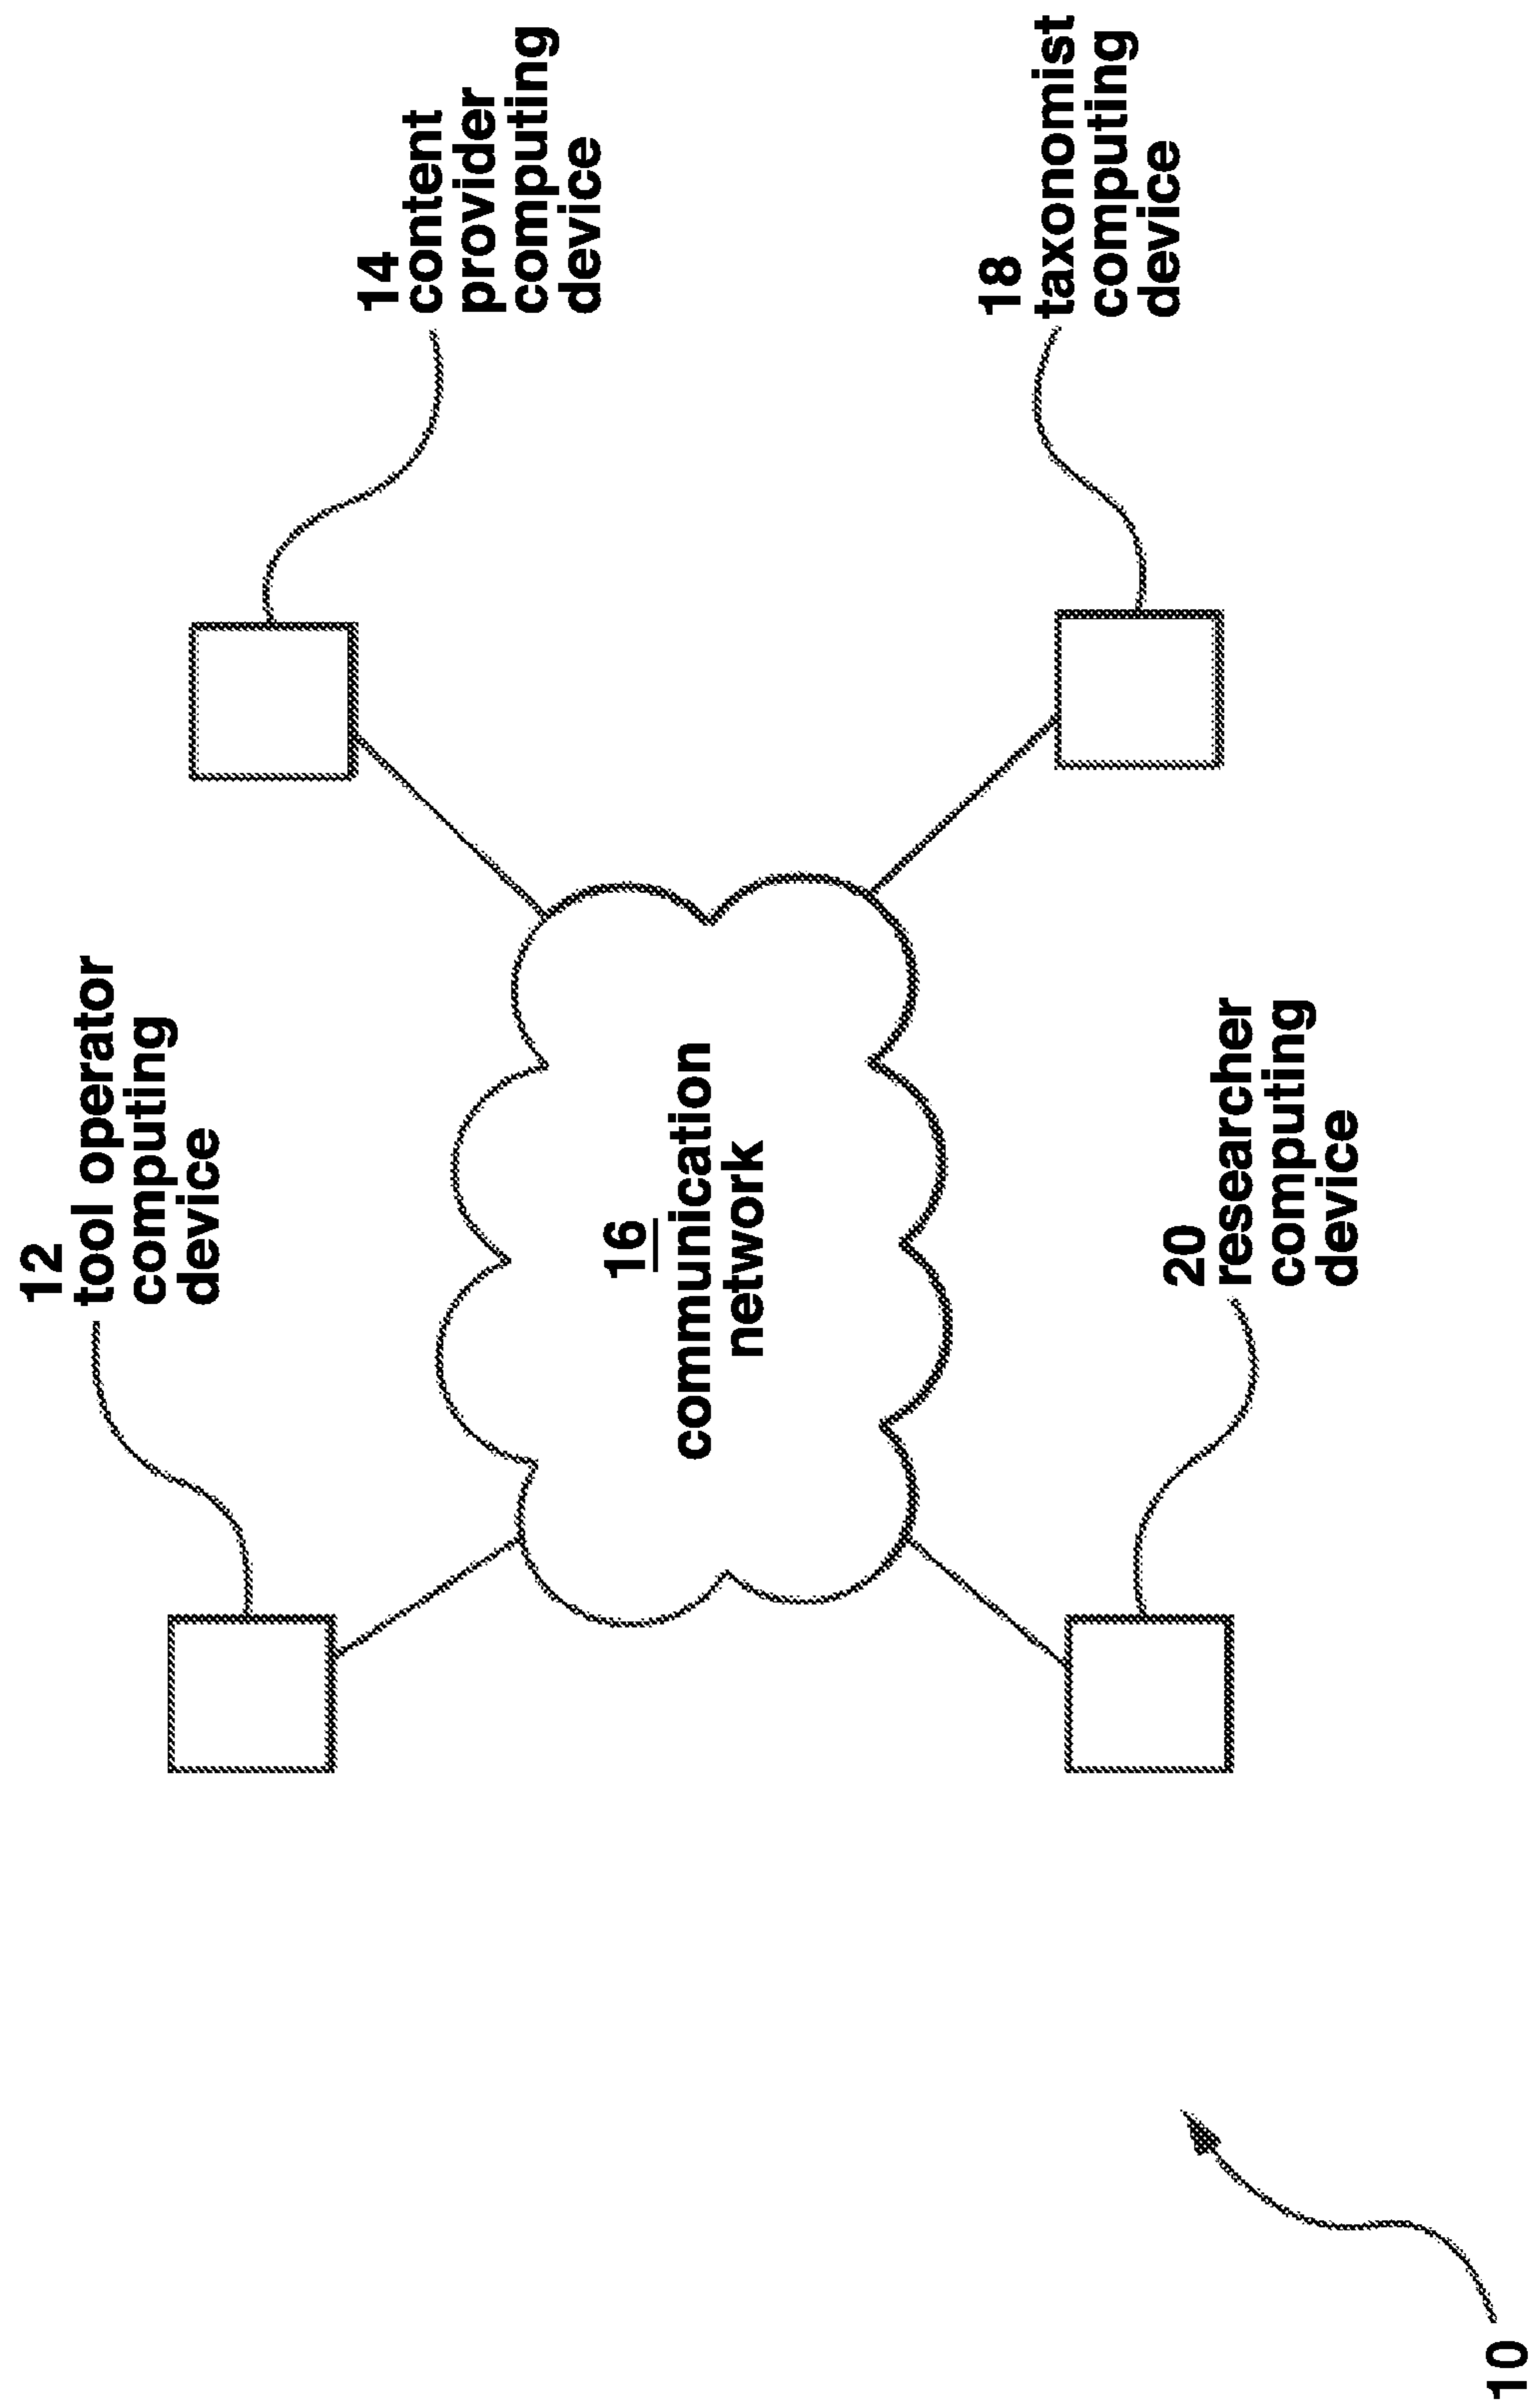 12
tool operator
computing
device
14
content
provider
computing
device
16
communication
network
20
researcher
computing
device
18
taxonomist
computing
device
10